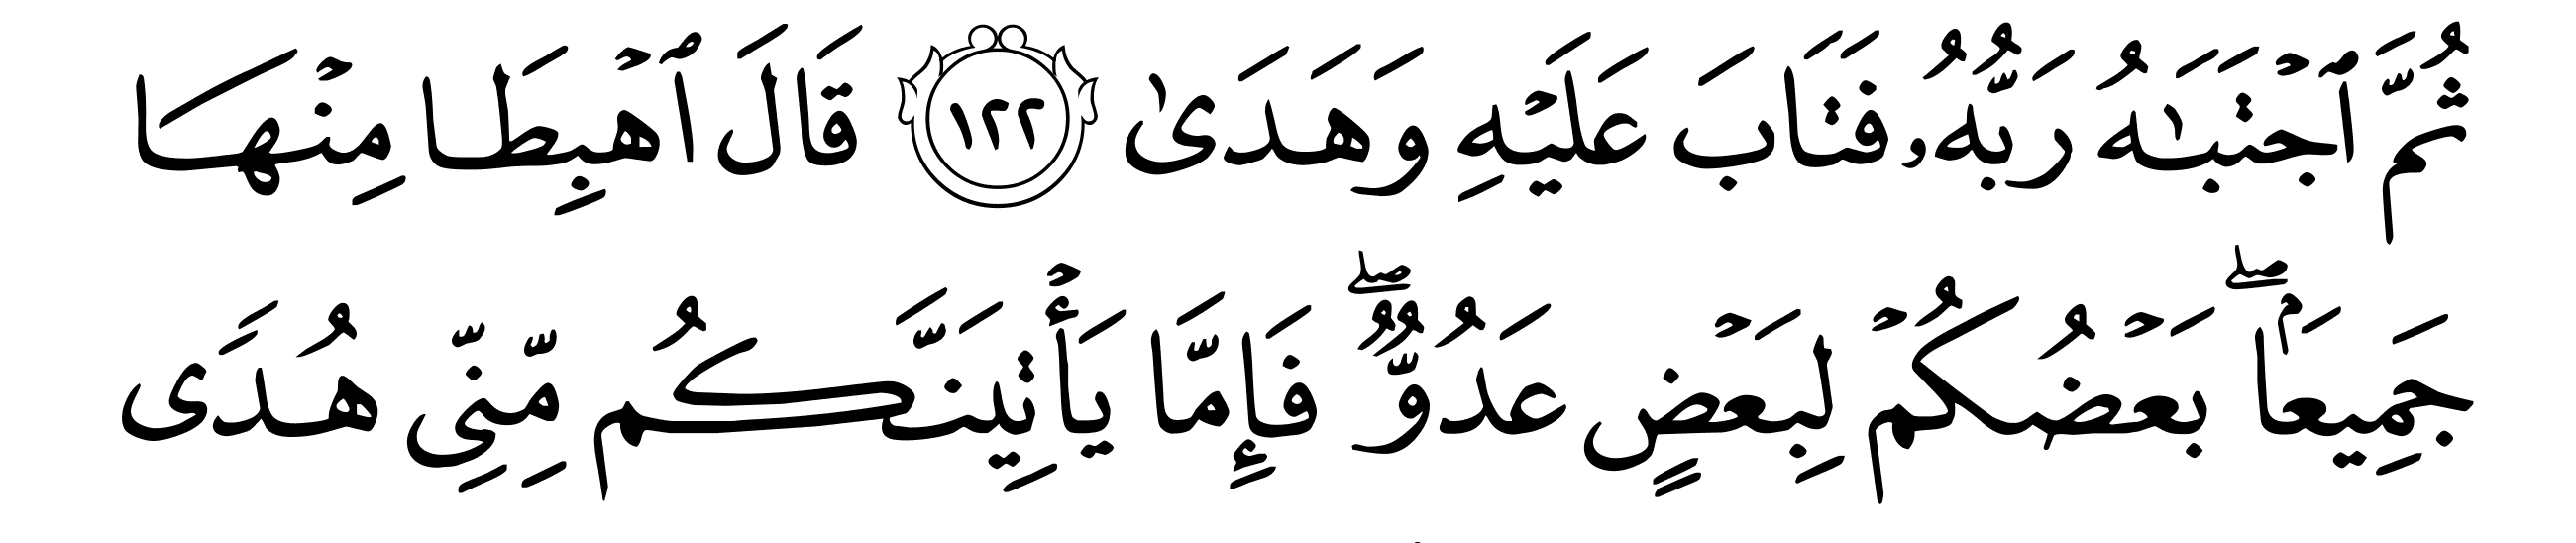 ثُمَّ ٱجْتَبَـٰهُ رَبُّهُۥ فَتَابَ عَلَيْهِ وَهَدَىٰ ١٢٢ قَالَ ٱهْبِطَا مِنْهَا
جَمِيعَۢاۖ بَعْضُكُمْ لِبَعْضٍ عَدُوٌّۖ فَإِمَّا يَأْتِيَنَّكُم مِّنِّى هُدًى